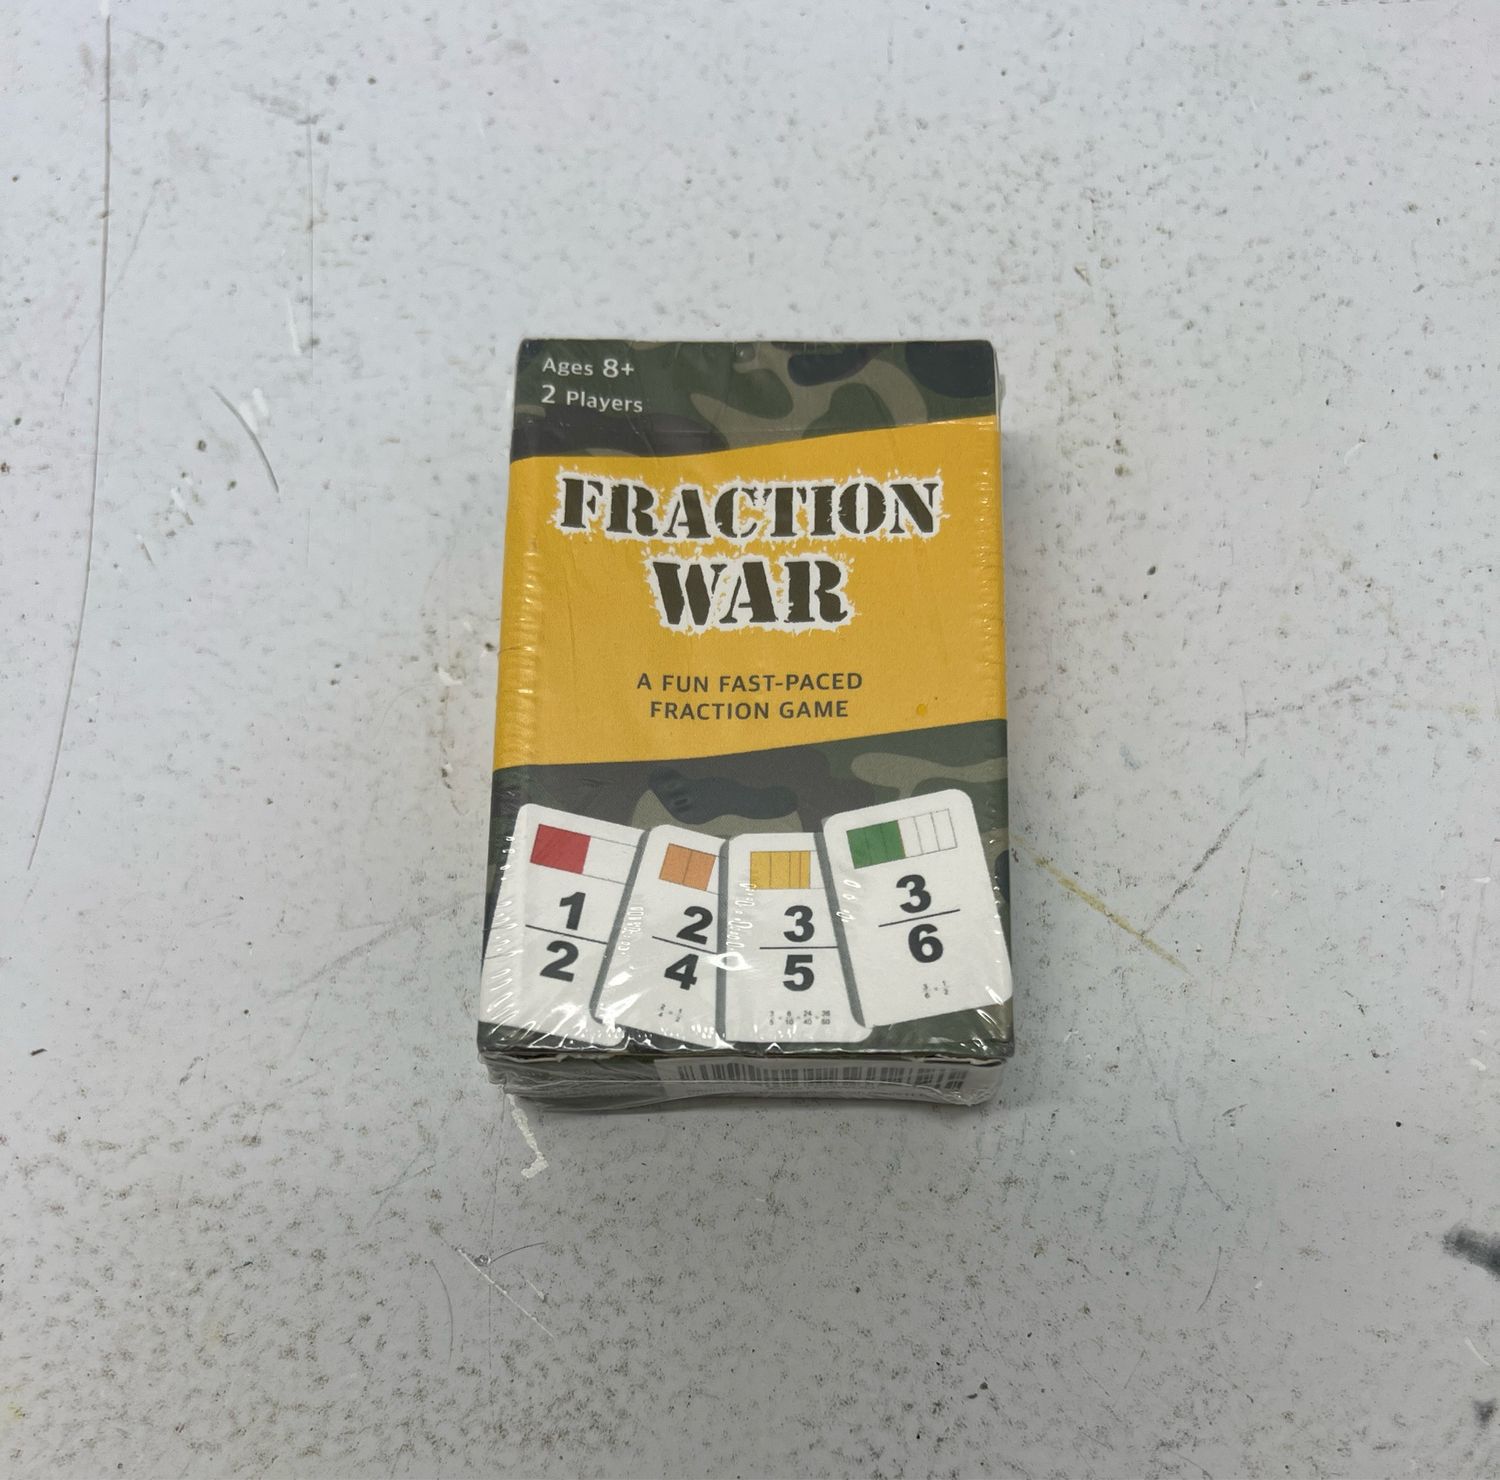 Ages 8+
2 Players
FRACTION
WAR
A FUN FAST-PACED
FRACTION GAME
1
2
2
4
3
5
3
6